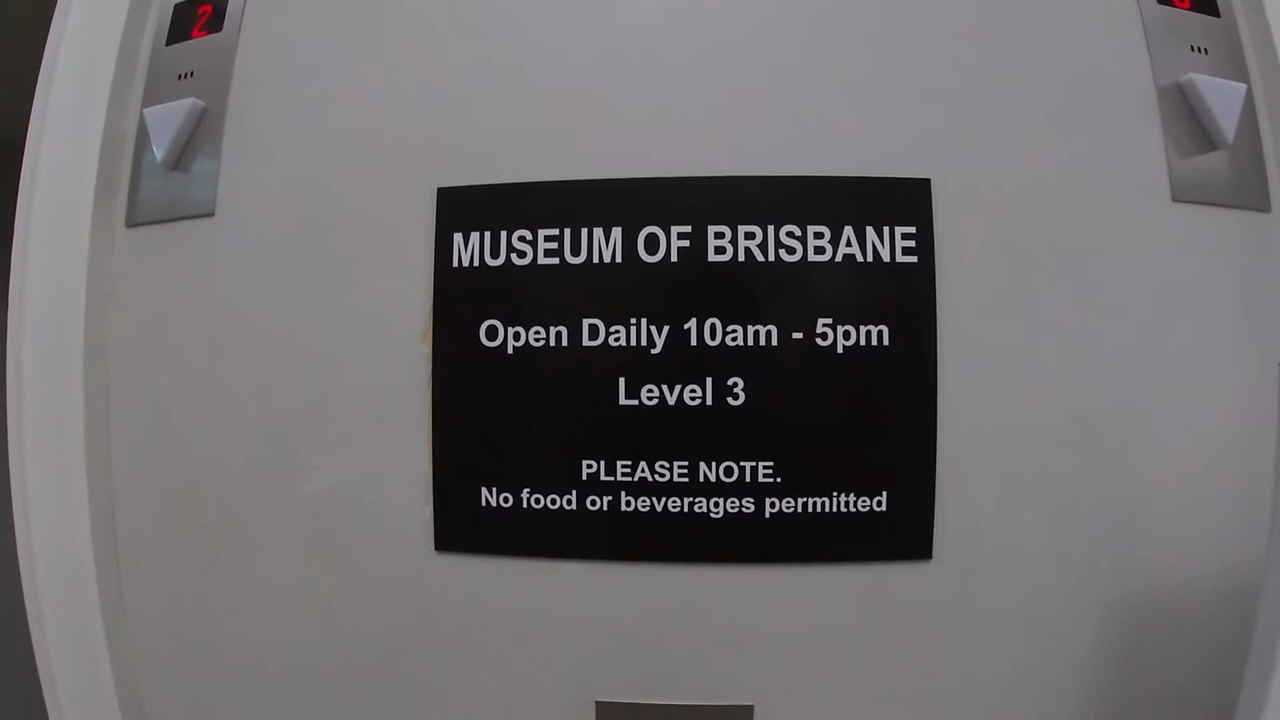 2
MUSEUM OF BRISBANE
Open Daily 10am - 5pm
Level 3
PLEASE NOTE.
No food or beverages permitted